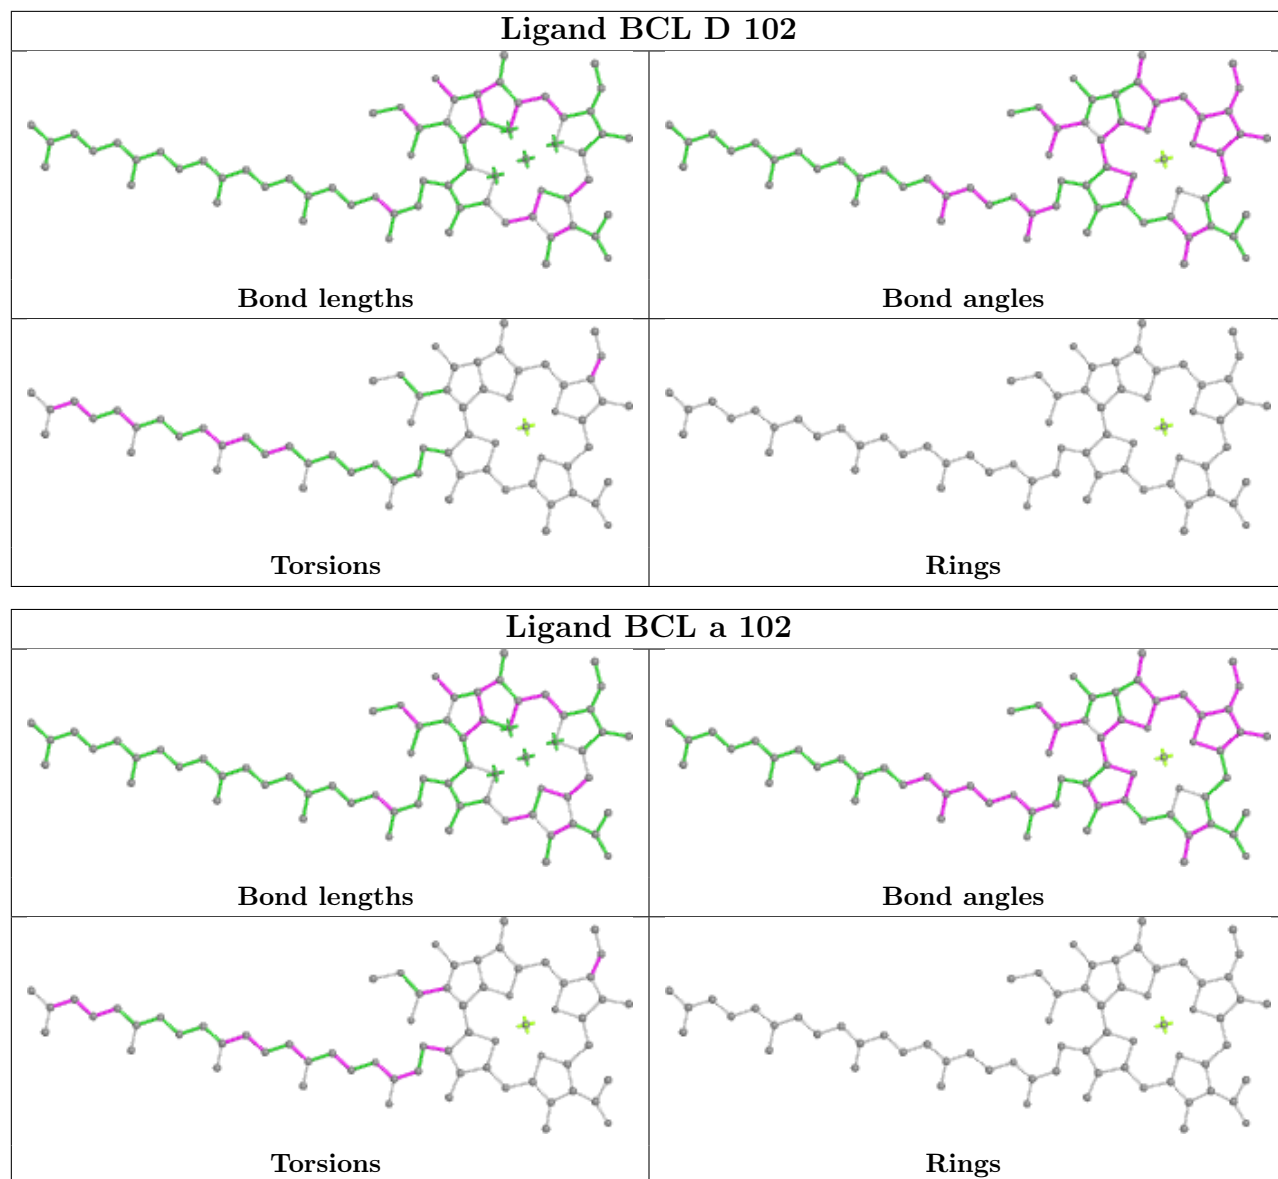 Ligand BCL D 102
Bond lengths
Bond angles
Torsions
Rings
Ligand BCL a 102
Bond lengths
Bond angles
Torsions
Rings